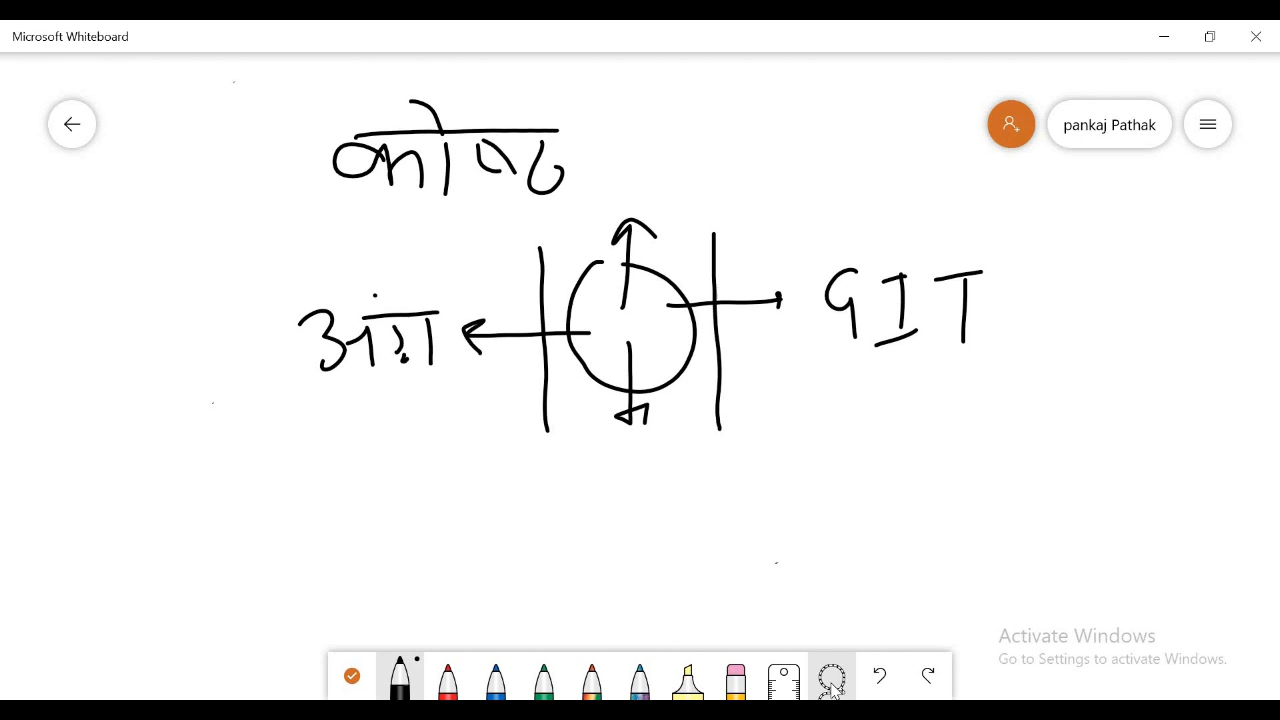 Microsoft Whiteboard
pankaj Pathak
GIT
Activate Windows
Go to Settings to activate Windows.